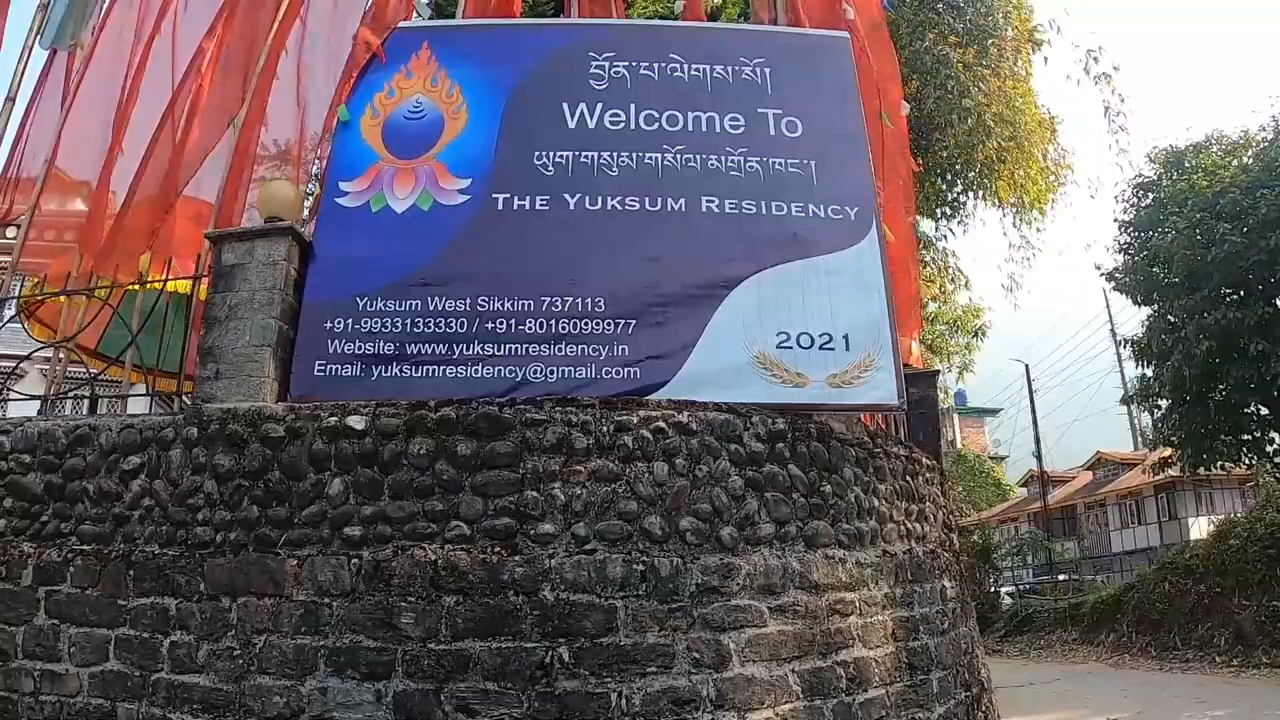 བྱོན་པ་ལེགས་སོ།
Welcome To
ཡུག་གསུམ་གསོལ་མགྲོན་ཁང་།
THE YUKSUM RESIDENCY
Yuksum West Sikkim 737113
+91-9933133330 / +91-8016099977
Website: www.yuksumresidency.in
Email: yuksumresidency@gmail.com
2021